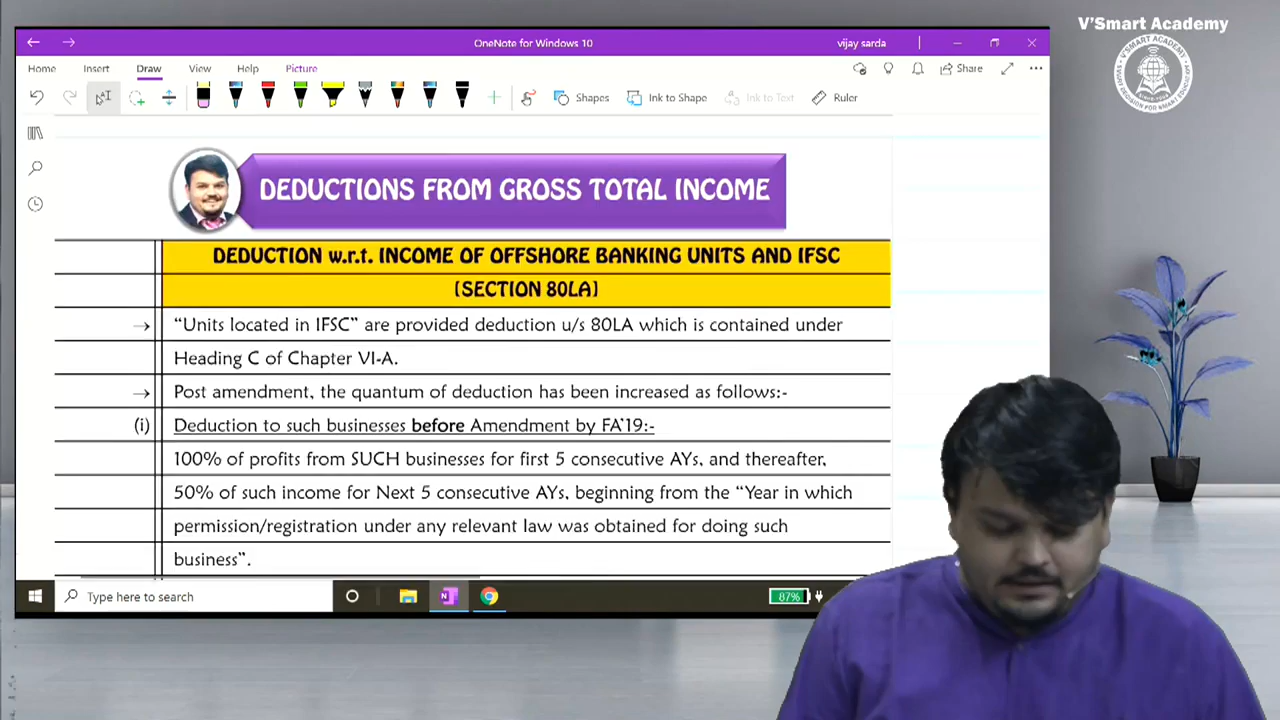 V'Smart Academy
OneNote for Windows 10
vijay sarda
Home Insert Draw View Help Picture
Share
Shapes Ink to Shape Ink to Text Ruler
DEDUCTIONS FROM GROSS TOTAL INCOME
DEDUCTION w.r.t. INCOME OF OFFSHORE BANKING UNITS AND IFSC
(SECTION 80LA)
→ “Units located in IFSC” are provided deduction u/s 80LA which is contained under
Heading C of Chapter VI-A.
→ Post amendment, the quantum of deduction has been increased as follows:-
(i) Deduction to such businesses before Amendment by FA'19:-
100% of profits from SUCH businesses for first 5 consecutive AYs, and thereafter,
50% of such income for Next 5 consecutive AYs, beginning from the “Year in which
permission/registration under any relevant law was obtained for doing such
business”.
Type here to search
87%